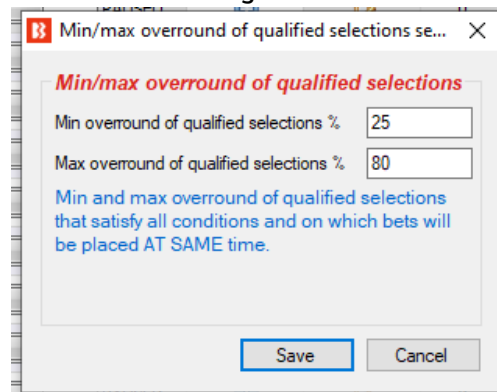 Min/max overround of qualified selections se...
Min/max overround of qualified selections
Min overround of qualified selections %
25
Max overround of qualified selections %
80
Min and max overround of qualified selections
that satisfy all conditions and on which bets will
be placed AT SAME time.
Save
Cancel